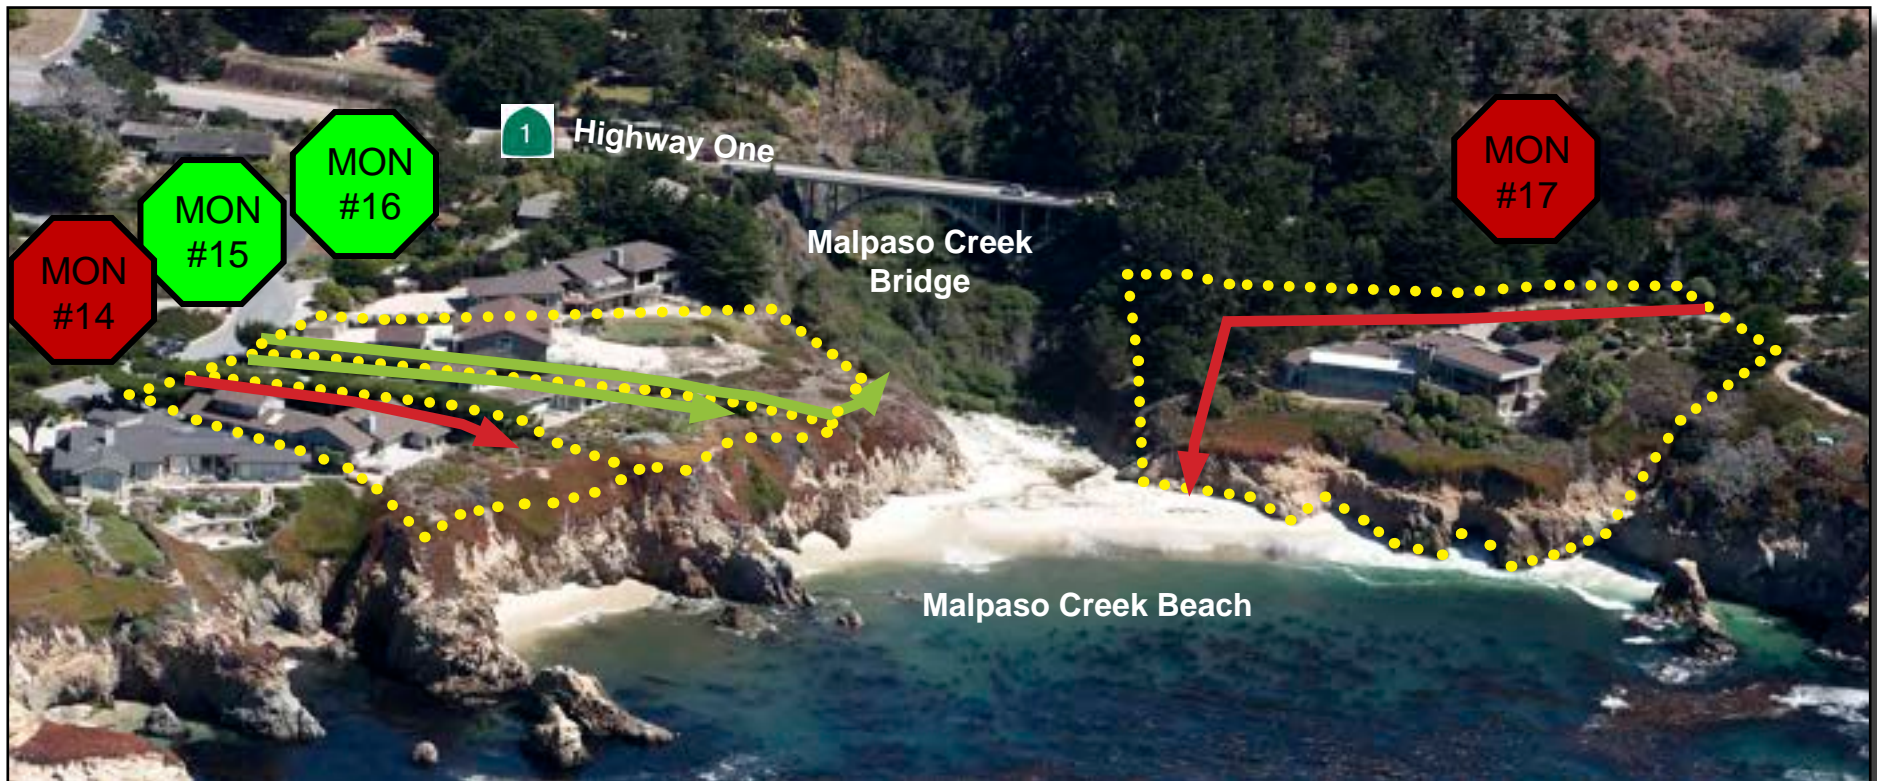 1
Highway One
MON
#16
MON
#15
MON
#14
MON
#17
Malpaso Creek
Bridge
Malpaso Creek Beach